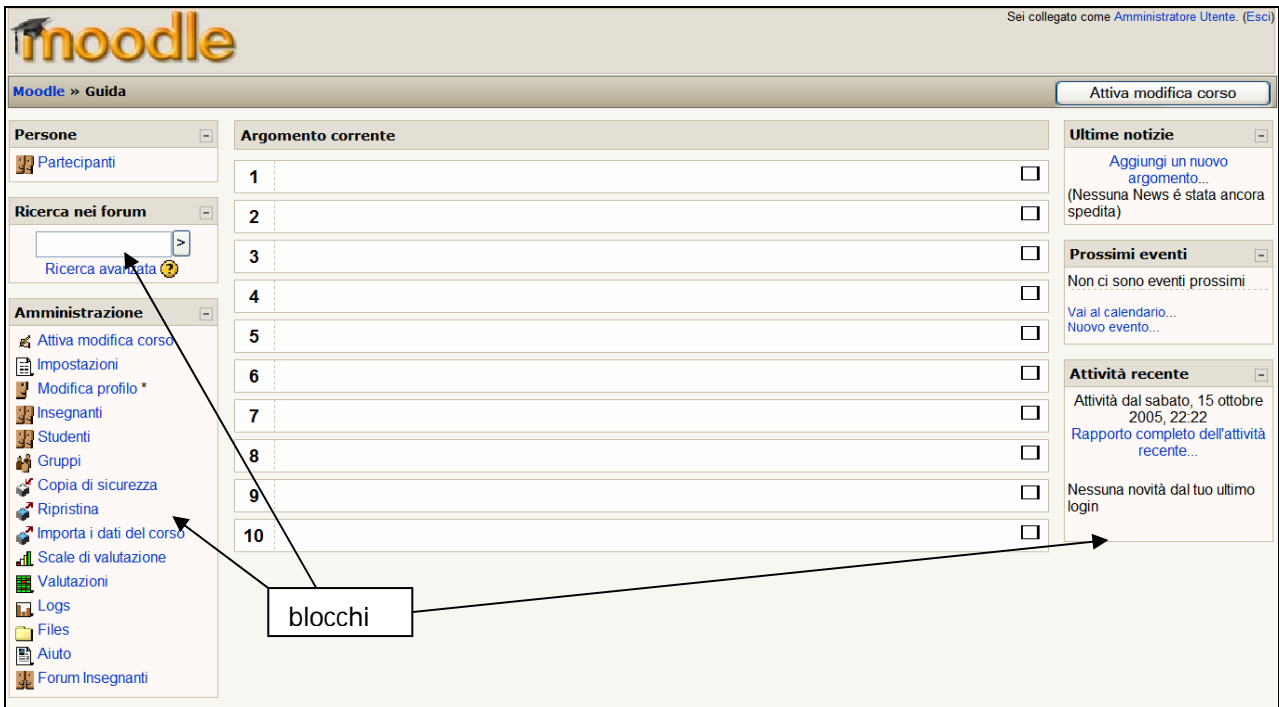 moodle
Sei collegato come Amministratore Utente. (Esci)
Moodle » Guida
Attiva modifica corso
Persone
Partecipanti
Ricerca nei forum
>
Ricerca avanzata ?
Amministrazione
Attiva modifica corso
Impostazioni
Modifica profilo *
Insegnanti
Studenti
Gruppi
Copia di sicurezza
Ripristina
Importa i dati del corso
Scale di valutazione
Valutazioni
Logs
Files
Aiuto
Forum Insegnanti
Argomento corrente
1
2
3
4
5
6
7
8
9
10
blocchi
Ultime notizie
Aggiungi un nuovo
argomento...
(Nessuna News é stata ancora
spedita)
Prossimi eventi
Non ci sono eventi prossimi
Vai al calendario...
Nuovo evento...
Attività recente
Attività dal sabato, 15 ottobre
2005, 22:22
Rapporto completo dell'attività
recente...
Nessuna novità dal tuo ultimo
login